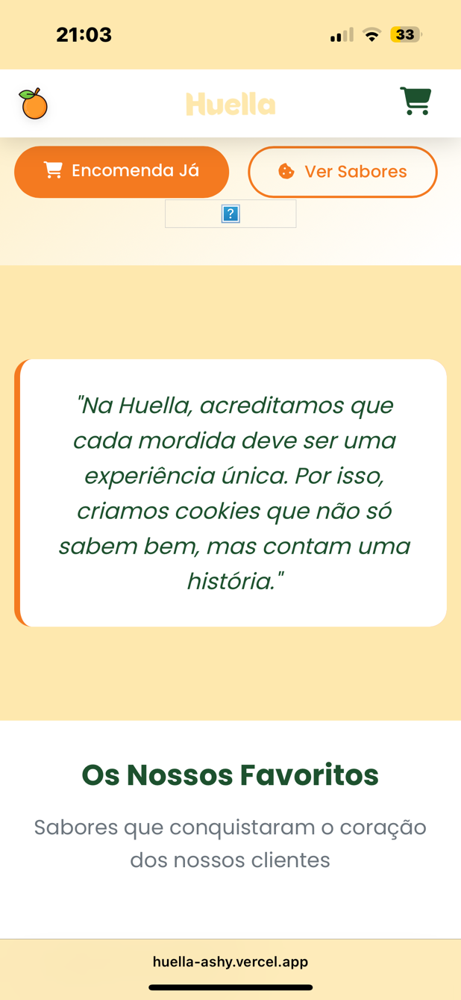 21:03
33
Huella
Encomenda Já
Ver Sabores
?
"Na Huella, acreditamos que
cada mordida deve ser uma
experiência única. Por isso,
criamos cookies que não só
sabem bem, mas contam uma
história."
Os Nossos Favoritos
Sabores que conquistaram o coração
dos nossos clientes
huella-ashy.vercel.app